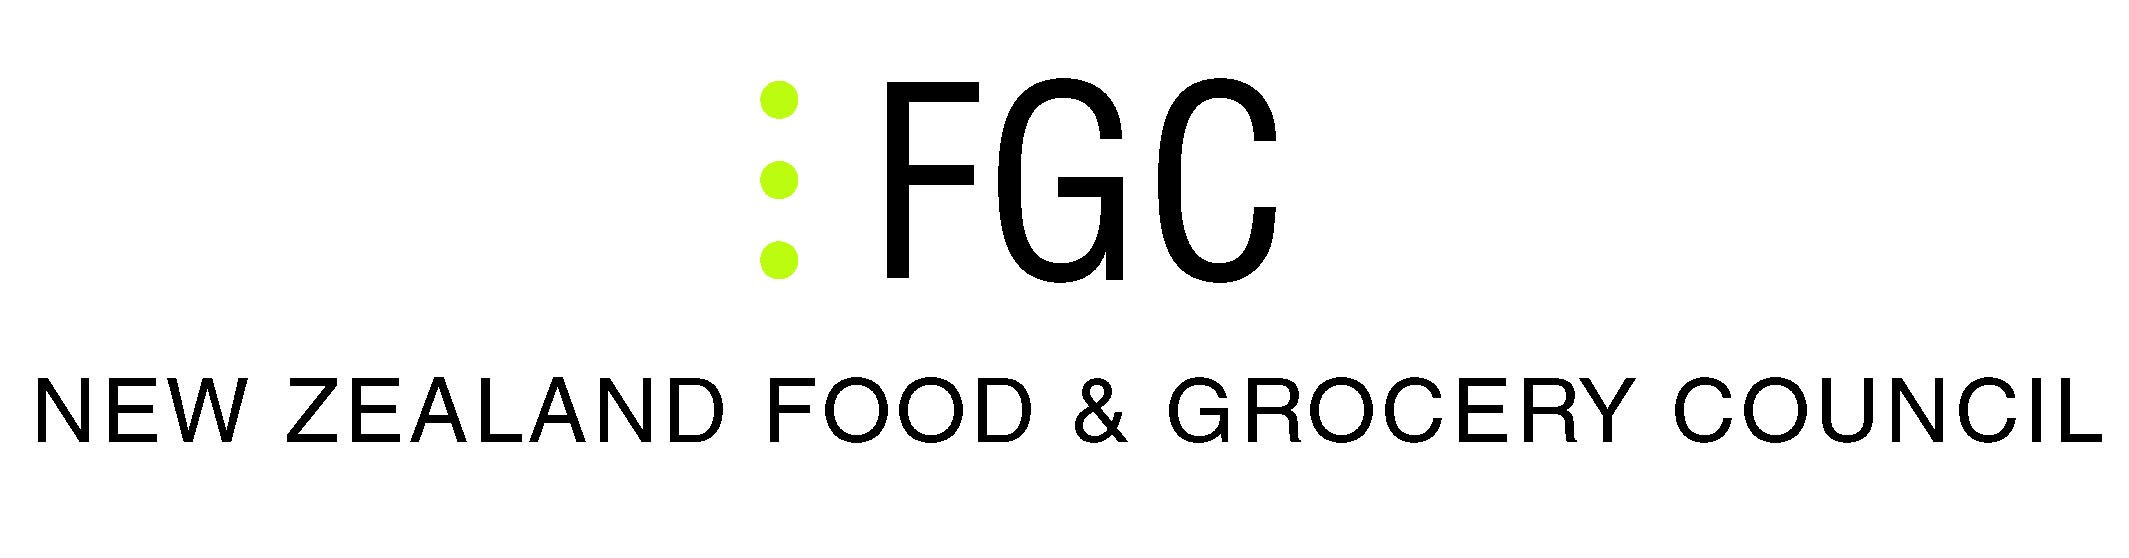 FGC
NEW ZEALAND FOOD & GROCERY COUNCIL